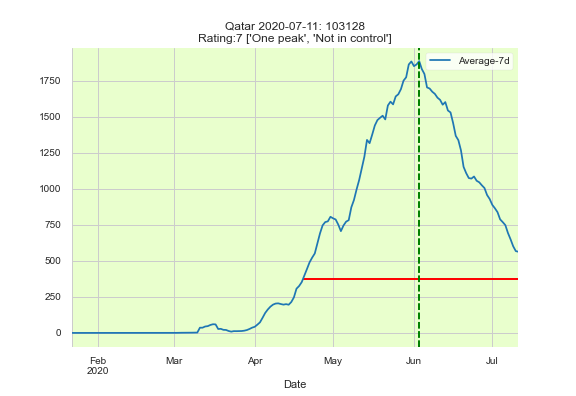 Qatar 2020-07-11: 103128
Rating:7 ['One peak', 'Not in control']
Average-7d
1750
1500
1250
1000
750
500
250
0
Feb Mar Apr May Jun Jul
2020
Date